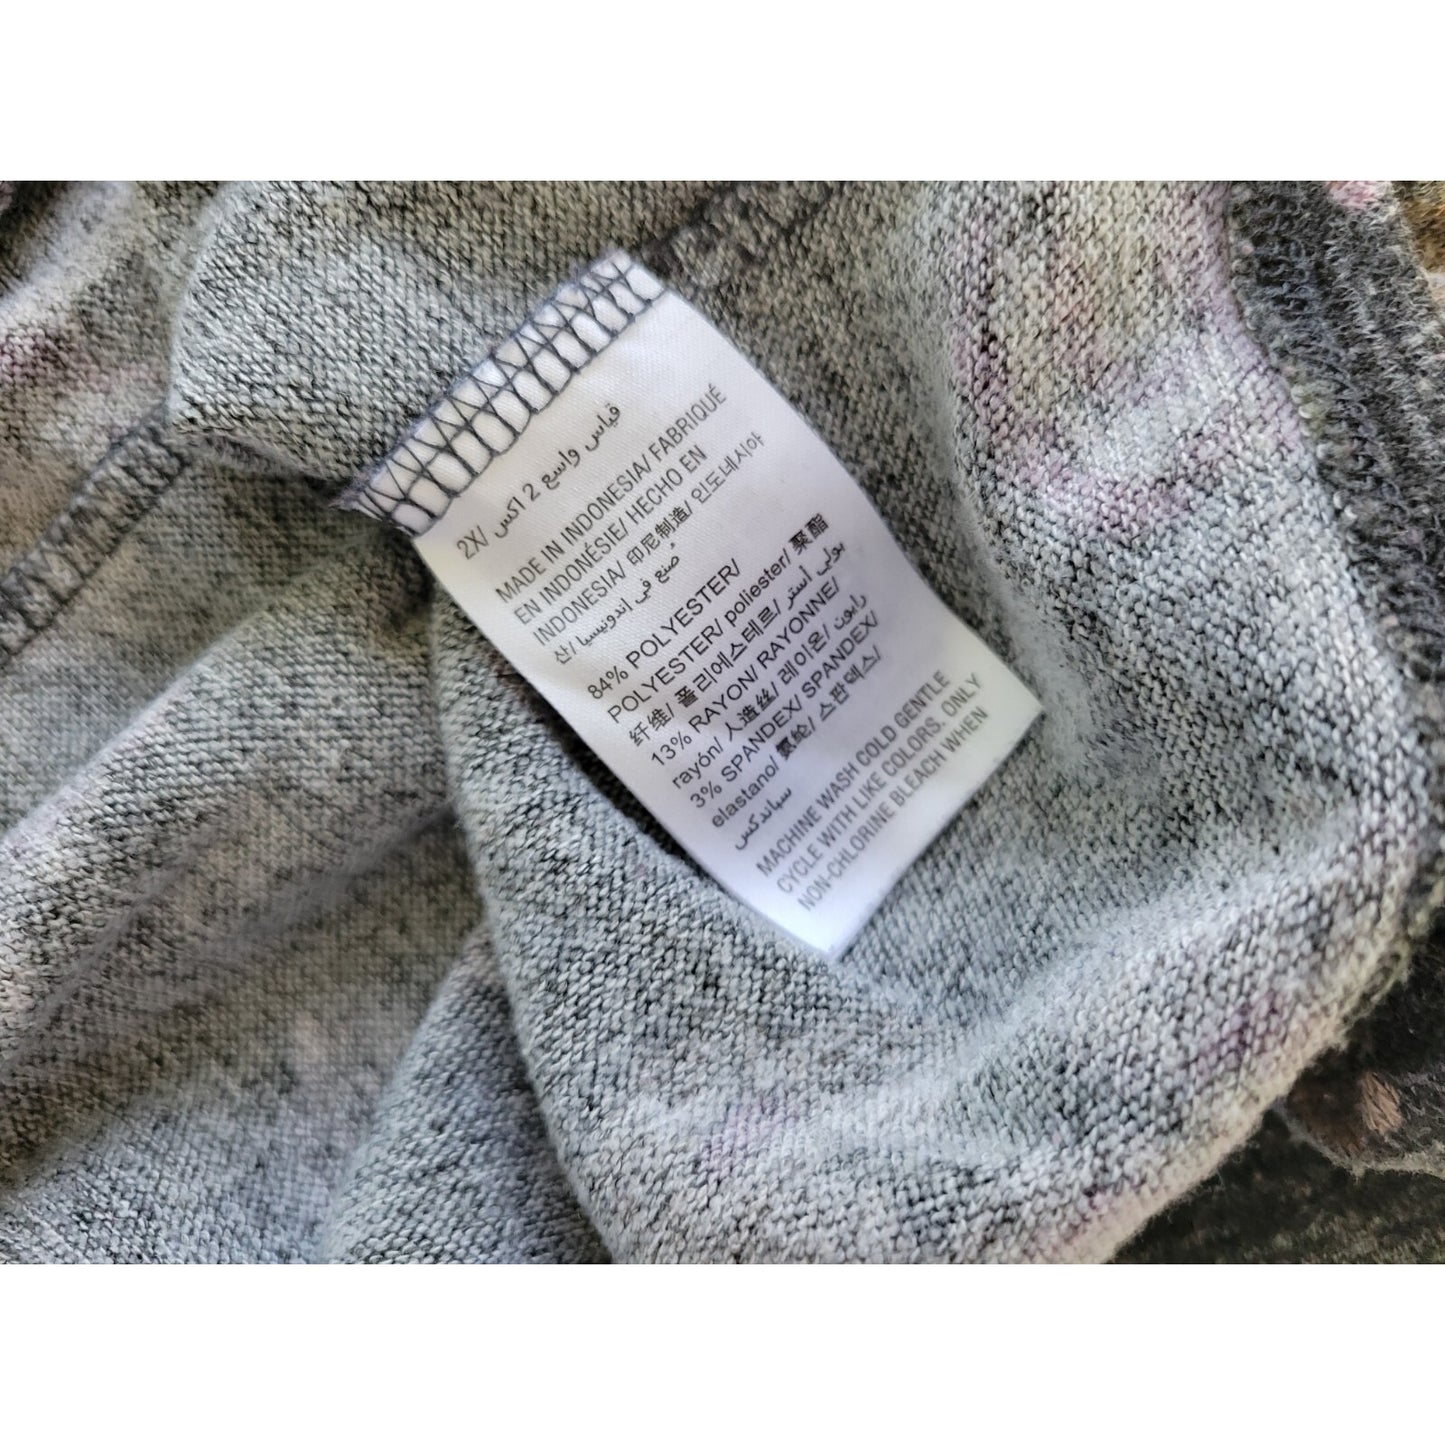 2X/ قياس واسع 2 اكس
MADE IN INDONESIA/ FABRIQUÉ
EN INDONÉSIE/ HECHO EN
INDONESIA/ 印尼制造/ 인도네시아
산/ صنع في اندونيسيا
84% POLYESTER/
POLYESTER/ poliester/ 聚酯
纤维/ 폴리에스테르/ بولي أستر
13% RAYON/ RAYONNE/
rayón/ 人造丝/ 레이온/ رايون
3% SPANDEX/ SPANDEX/
elastano/ 氨纶/ 스판덱스/
سباندكس
MACHINE WASH COLD GENTLE
CYCLE WITH LIKE COLORS. ONLY
NON-CHLORINE BLEACH WHEN